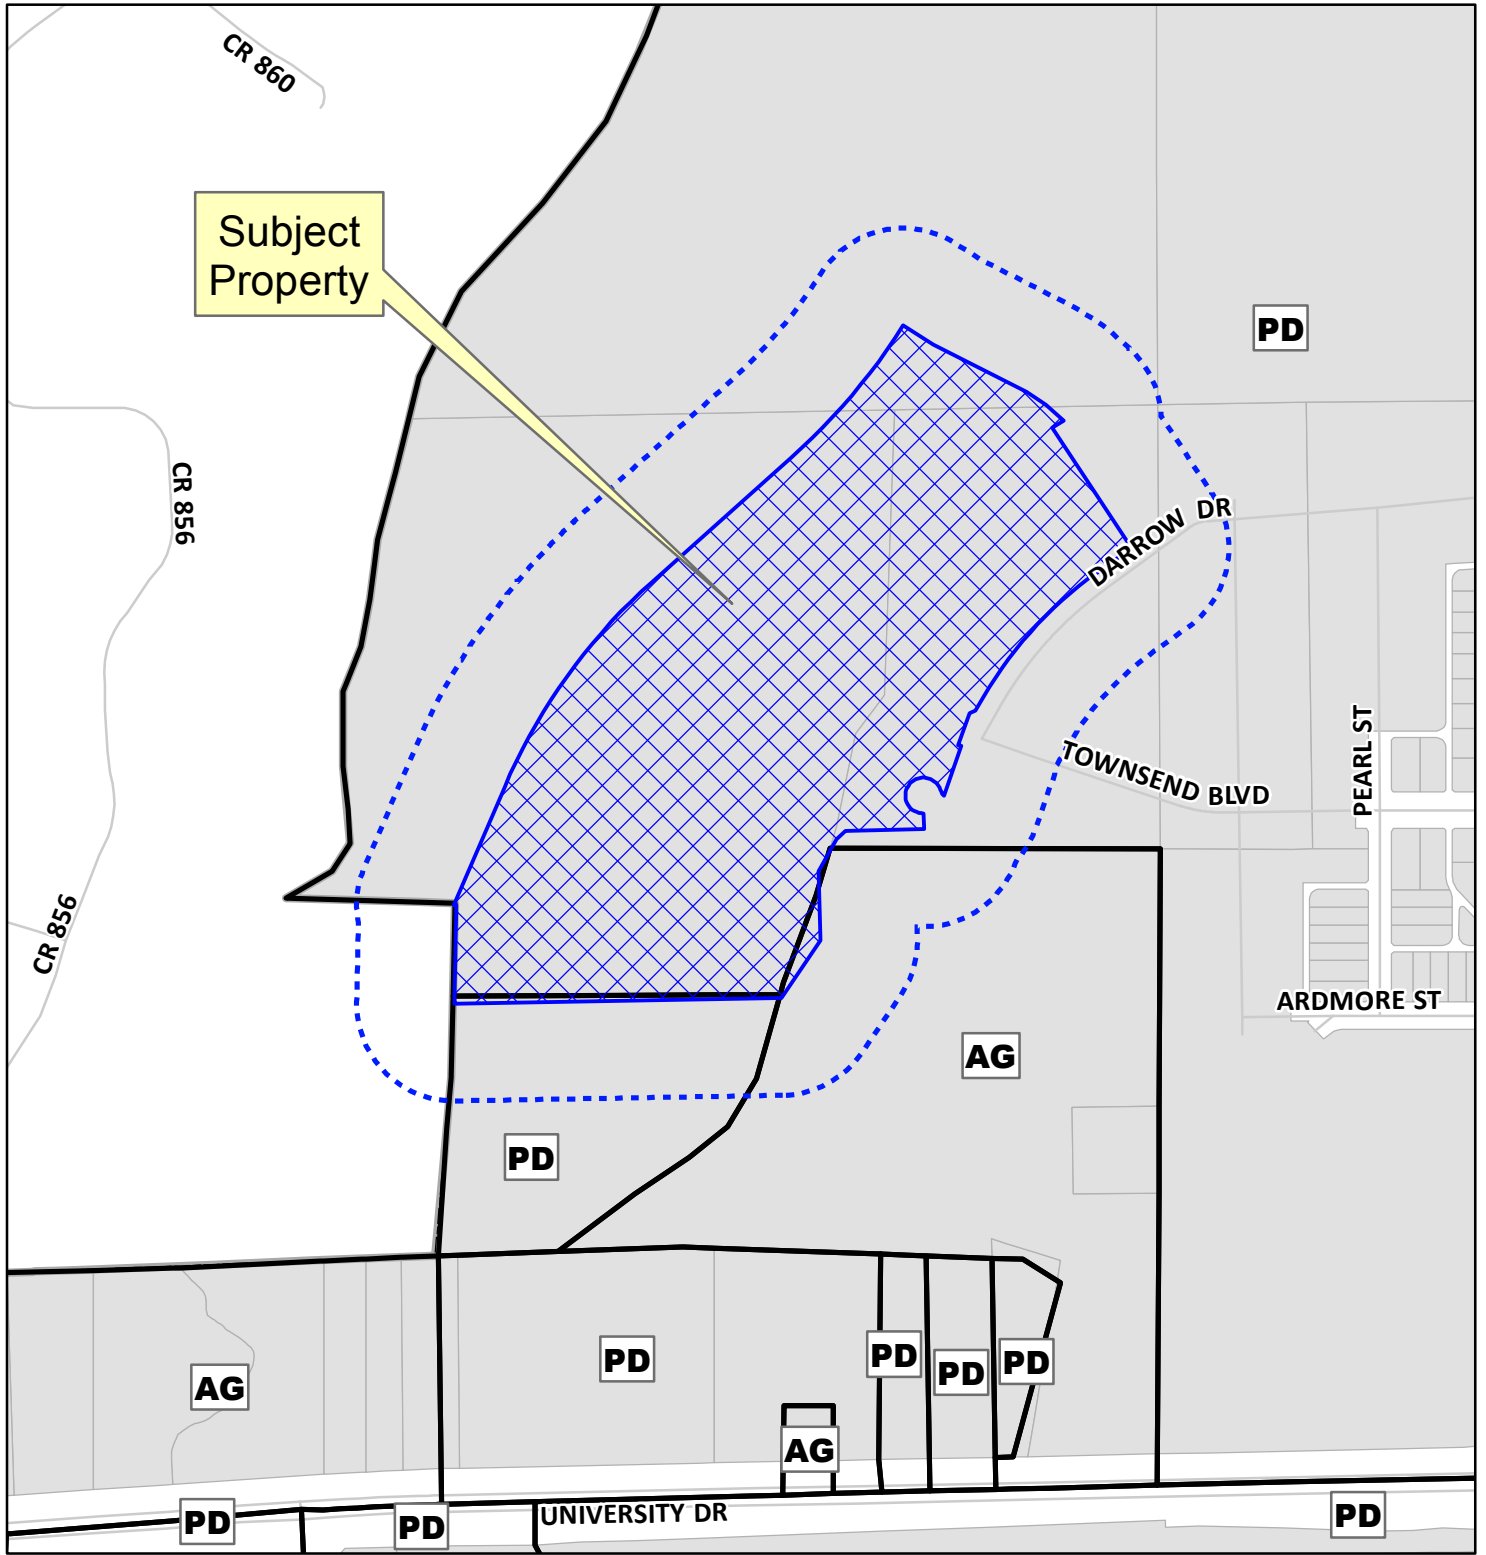 CR 860
Subject
Property
PD
CR 856
DARROW DR
PEARL ST
TOWNSEND BLVD
CR 856
ARDMORE ST
AG
PD
PD
PD
PD
PD
AG
AG
UNIVERSITY DR
PD
PD
PD